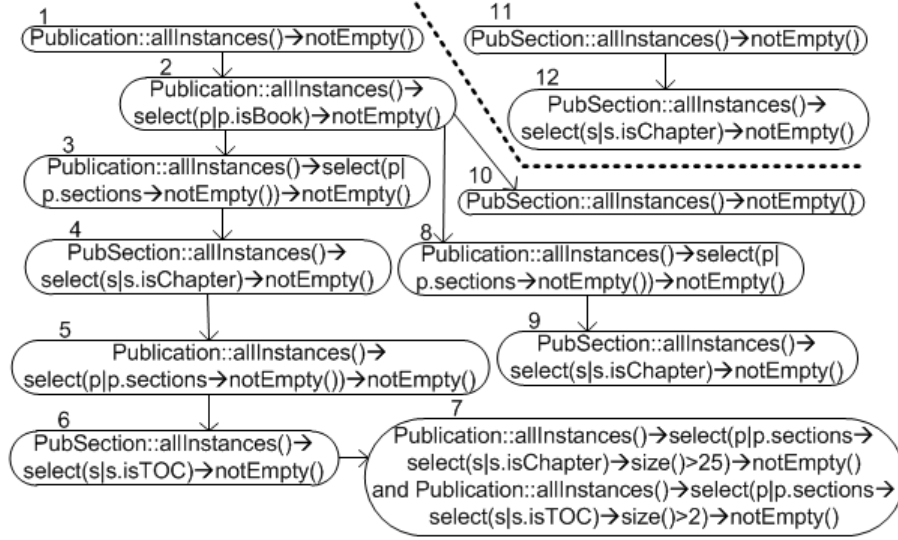 1
Publication::allInstances()→notEmpty()
2
Publication::allInstances()→
select(p|p.isBook)→notEmpty()
3
Publication::allInstances()→select(p|
p.sections→notEmpty())→notEmpty()
4
PubSection::allInstances()→
select(s|s.isChapter)→notEmpty()
5
Publication::allInstances()→
select(p|p.sections→notEmpty())→notEmpty()
6
PubSection::allInstances()→
select(s|s.isTOC)→notEmpty()
7
Publication::allInstances()→select(p|p.sections→
select(s|s.isChapter)→size()>25)→notEmpty()
and Publication::allInstances()→select(p|p.sections→
select(s|s.isTOC)→size()>2)→notEmpty()
8
Publication::allInstances()→select(p|
p.sections→notEmpty())→notEmpty()
9
PubSection::allInstances()→
select(s|s.isChapter)→notEmpty()
10
PubSection::allInstances()→notEmpty()
11
PubSection::allInstances()→notEmpty()
12
PubSection::allInstances()→
select(s|s.isChapter)→notEmpty()